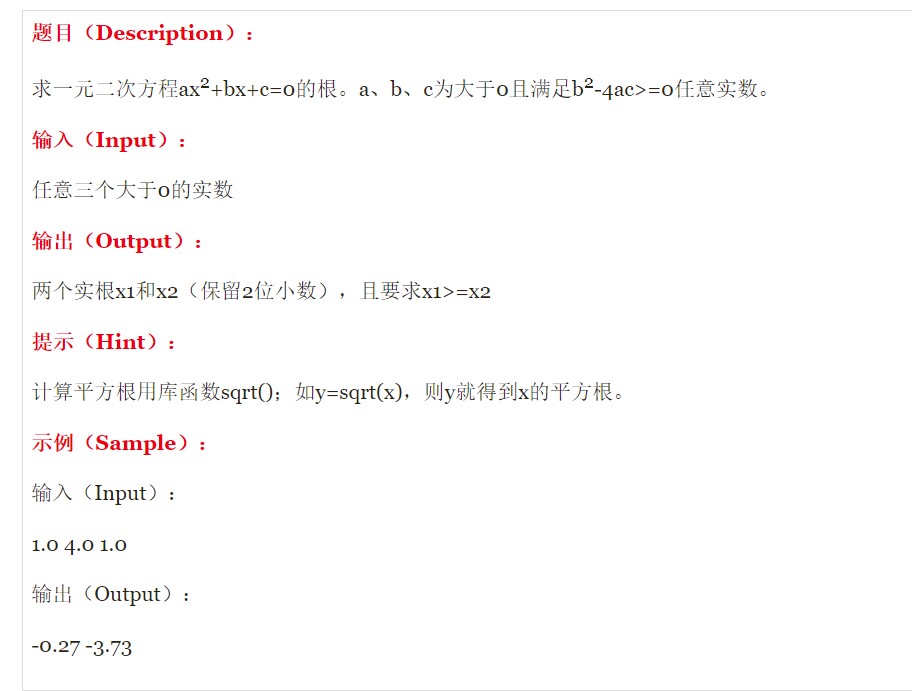 题目（Description）：
求一元二次方程ax²+bx+c=0的根。a、b、c为大于0且满足b²-4ac>=0任意实数。
输入（Input）：
任意三个大于0的实数
输出（Output）：
两个实根x1和x2（保留2位小数），且要求x1>=x2
提示（Hint）：
计算平方根用库函数sqrt()；如y=sqrt(x)，则y就得到x的平方根。
示例（Sample）：
输入（Input）：
1.0 4.0 1.0
输出（Output）：
-0.27 -3.73